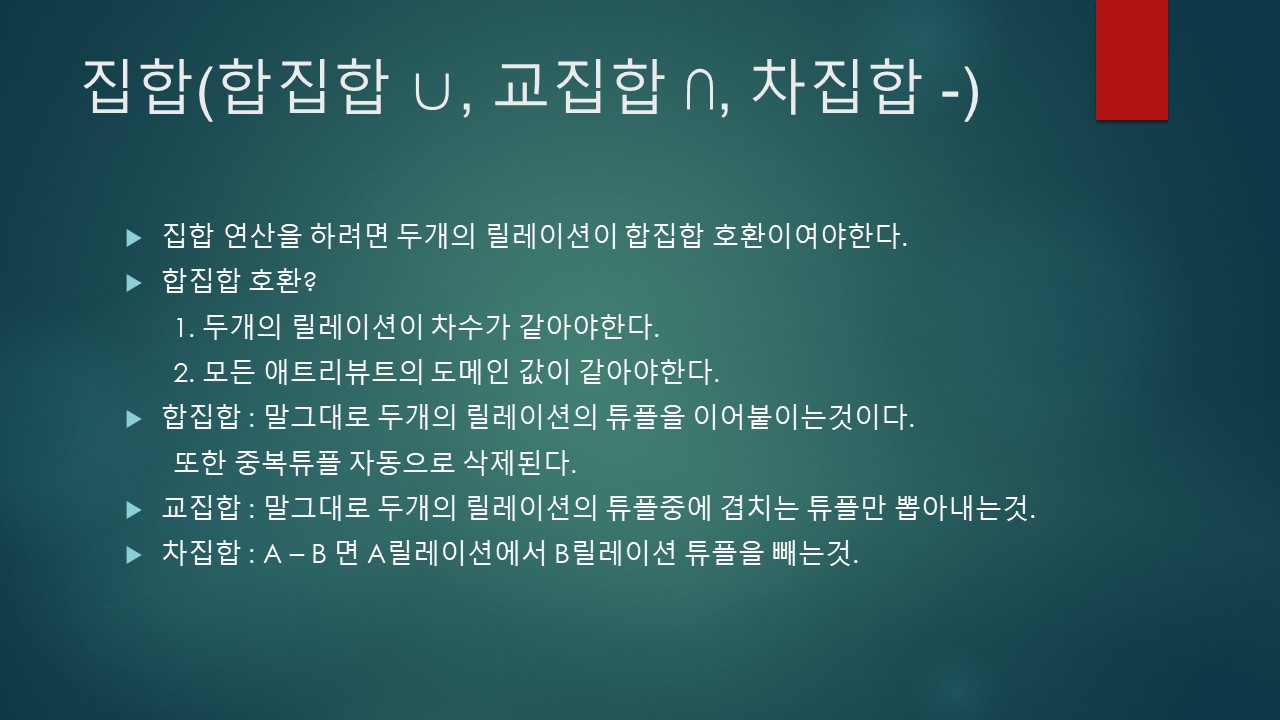 집합(합집합 ∪, 교집합 ∩, 차집합 -)
▶ 집합 연산을 하려면 두개의 릴레이션이 합집합 호환이여야한다.
▶ 합집합 호환?
1. 두개의 릴레이션이 차수가 같아야한다.
2. 모든 애트리뷰트의 도메인 값이 같아야한다.
▶ 합집합 : 말그대로 두개의 릴레이션의 튜플을 이어붙이는것이다.
또한 중복튜플 자동으로 삭제된다.
▶ 교집합 : 말그대로 두개의 릴레이션의 튜플중에 겹치는 튜플만 뽑아내는것.
▶ 차집합 : A – B 면 A릴레이션에서 B릴레이션 튜플을 빼는것.